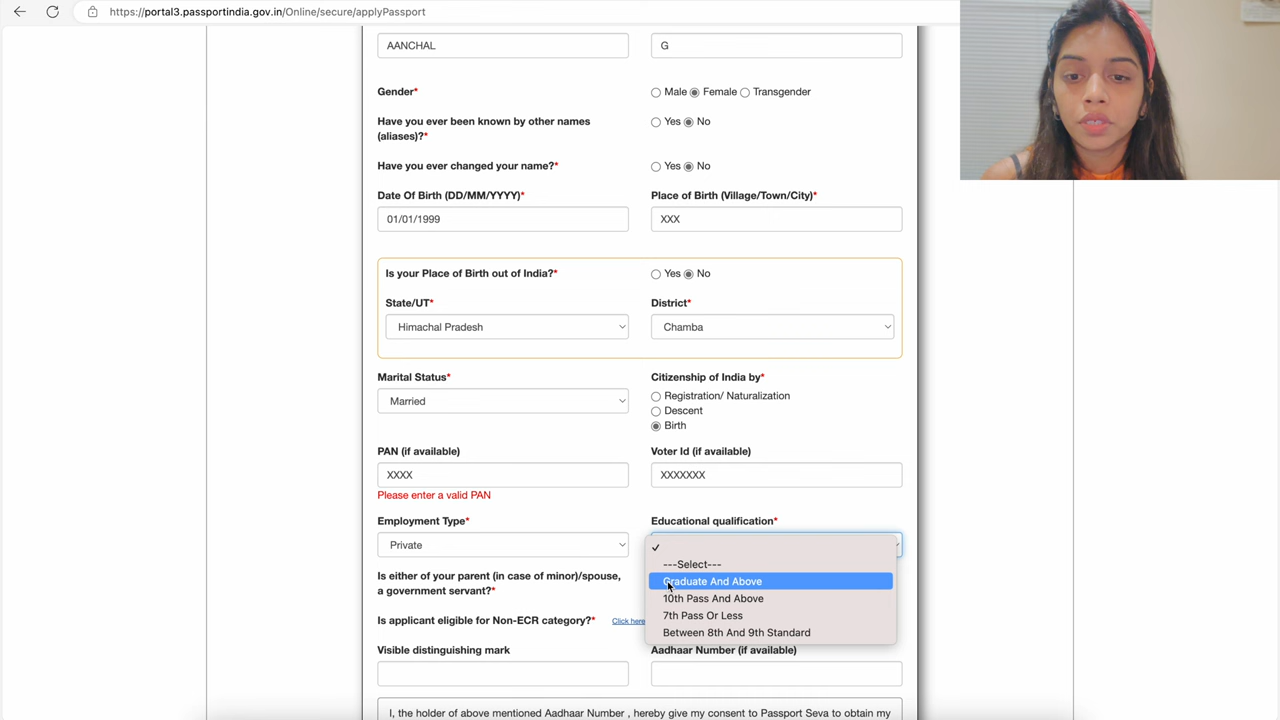 https://portal3.passportindia.gov.in/Online/secure/applyPassport
AANCHAL G
Gender* Male Female Transgender
Have you ever been known by other names Yes No
(aliases)?*
Have you ever changed your name?* Yes No
Date Of Birth (DD/MM/YYYY)* Place of Birth (Village/Town/City)*
01/01/1999 XXX
Is your Place of Birth out of India?* Yes No
State/UT* District*
Himachal Pradesh Chamba
Marital Status* Citizenship of India by*
Married Registration/ Naturalization
Descent
Birth
PAN (if available) Voter Id (if available)
XXXX XXXXXXX
Please enter a valid PAN
Employment Type* Educational qualification*
Private
---Select---
Graduate And Above
10th Pass And Above
7th Pass Or Less
Between 8th And 9th Standard
Is either of your parent (in case of minor)/spouse,
a government servant?*
Is applicant eligible for Non-ECR category?* Click here
Visible distinguishing mark Aadhaar Number (if available)
I, the holder of above mentioned Aadhaar Number , hereby give my consent to Passport Seva to obtain my